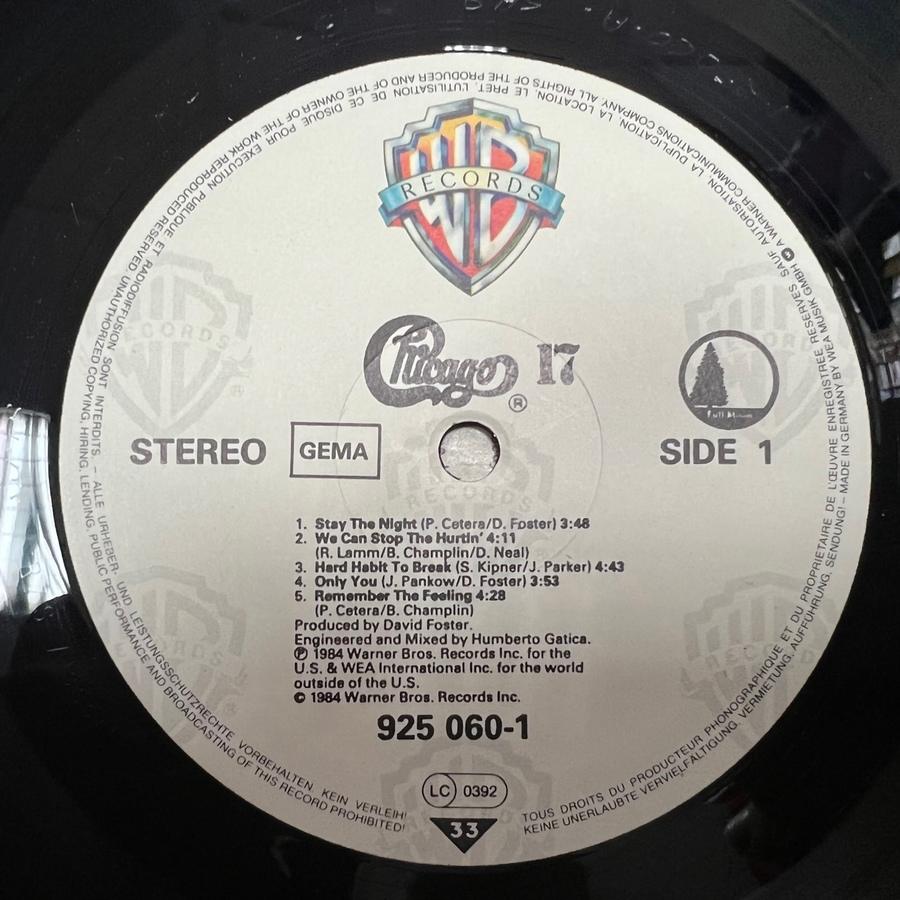 WB
RECORDS
Chicago 17
®
Full Moon
STEREO
GEMA
SIDE 1
1. Stay The Night (P. Cetera/D. Foster) 3:48
2. We Can Stop The Hurtin' 4:11
(R. Lamm/B. Champlin/D. Neal)
3. Hard Habit To Break (S. Kipner/J. Parker) 4:43
4. Only You (J. Pankow/D. Foster) 3:53
5. Remember The Feeling 4:28
(P. Cetera/B. Champlin)
Produced by David Foster.
Engineered and Mixed by Humberto Gatica.
℗ 1984 Warner Bros. Records Inc. for the
U.S. & WEA International Inc. for the world
outside of the U.S.
© 1984 Warner Bros. Records Inc.
925 060-1
LC 0392
33
TOUS DROITS DU PRODUCTEUR PHONOGRAPHIQUE ET DU PROPRIETAIRE DE L'ŒUVRE ENREGISTREE RESERVES SAUF AUTORISATION, LA DUPLICATION, LA LOCATION, LE PRET, L'UTILISATION DE CE DISQUE POUR EXECUTION PUBLIQUE ET RADIODIFFUSION SONT INTERDITS. – ALLE URHEBER- UND LEISTUNGSSCHUTZRECHTE VORBEHALTEN KEIN VERLEIH!
KEINE UNERLAUBTE VERVIELFÄLTIGUNG, VERMIETUNG, AUFFÜHRUNG, SENDUNG! – MADE IN GERMANY BY WEA MUSIK GMBH A WARNER COMMUNICATIONS COMPANY ALL RIGHTS OF THE PRODUCER AND OF THE OWNER OF THE WORK REPRODUCED RESERVED. UNAUTHORIZED COPYING, HIRING, LENDING, PUBLIC PERFORMANCE AND BROADCASTING OF THIS RECORD PROHIBITED!